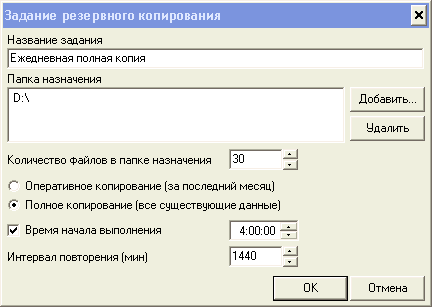 Задание резервного копирования
Название задания
Ежедневная полная копия
Папка назначения
D:\
Добавить...
Удалить
Количество файлов в папке назначения 30
Оперативное копирование (за последний месяц)
Полное копирование (все существующие данные)
Время начала выполнения 4:00:00
Интервал повторения (мин) 1440
OK Отмена